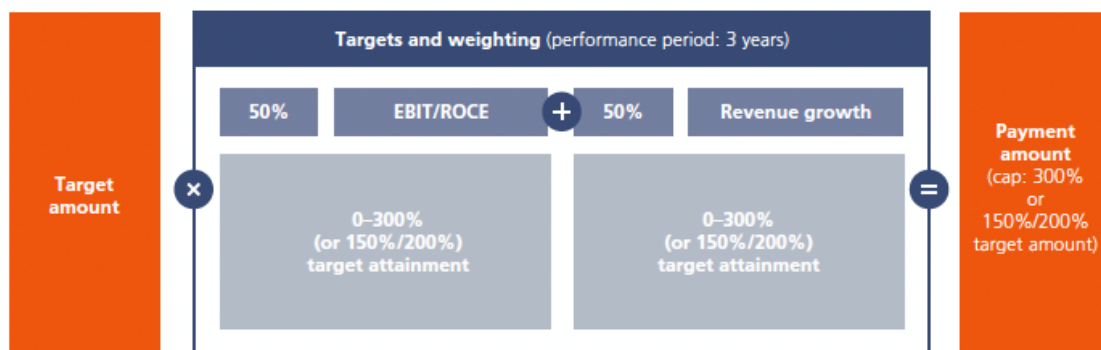 Targets and weighting (performance period: 3 years)
50%
EBIT/ROCE
+
50%
Revenue growth
Target
amount
×
0–300%
(or 150%/200%)
target attainment
0–300%
(or 150%/200%)
target attainment
=
Payment
amount
(cap: 300%
or
150%/200%
target amount)